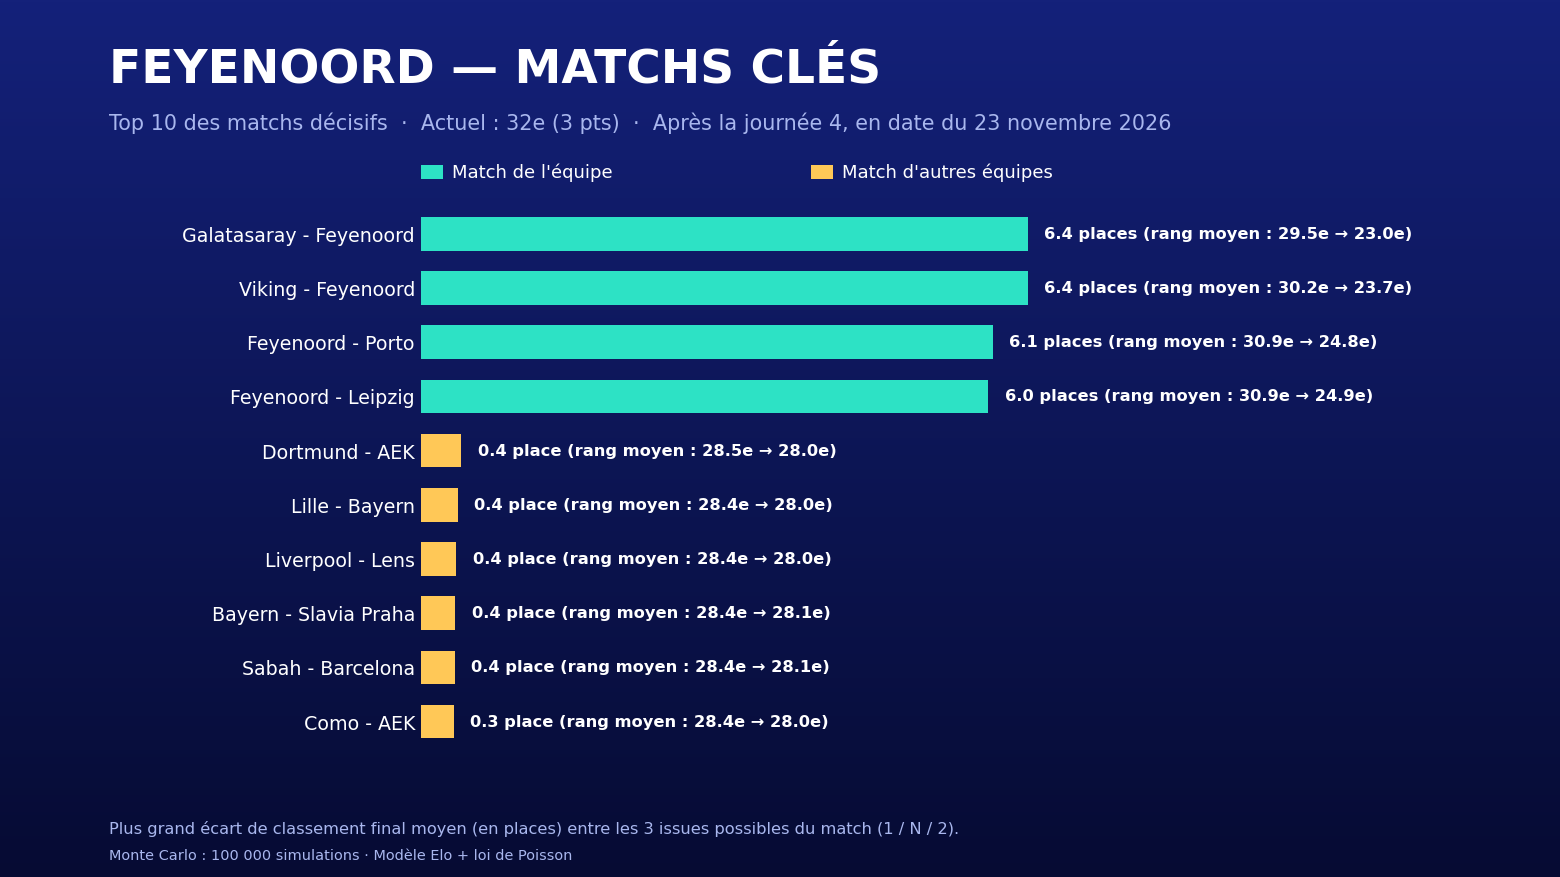 FEYENOORD — MATCHS CLÉS
Top 10 des matchs décisifs · Actuel : 32e (3 pts) · Après la journée 4, en date du 23 novembre 2026
Match de l'équipe
Match d'autres équipes
Galatasaray - Feyenoord 6.4 places (rang moyen : 29.5e → 23.0e)
Viking - Feyenoord 6.4 places (rang moyen : 30.2e → 23.7e)
Feyenoord - Porto 6.1 places (rang moyen : 30.9e → 24.8e)
Feyenoord - Leipzig 6.0 places (rang moyen : 30.9e → 24.9e)
Dortmund - AEK 0.4 place (rang moyen : 28.5e → 28.0e)
Lille - Bayern 0.4 place (rang moyen : 28.4e → 28.0e)
Liverpool - Lens 0.4 place (rang moyen : 28.4e → 28.0e)
Bayern - Slavia Praha 0.4 place (rang moyen : 28.4e → 28.1e)
Sabah - Barcelona 0.4 place (rang moyen : 28.4e → 28.1e)
Como - AEK 0.3 place (rang moyen : 28.4e → 28.0e)
Plus grand écart de classement final moyen (en places) entre les 3 issues possibles du match (1 / N / 2).
Monte Carlo : 100 000 simulations · Modèle Elo + loi de Poisson